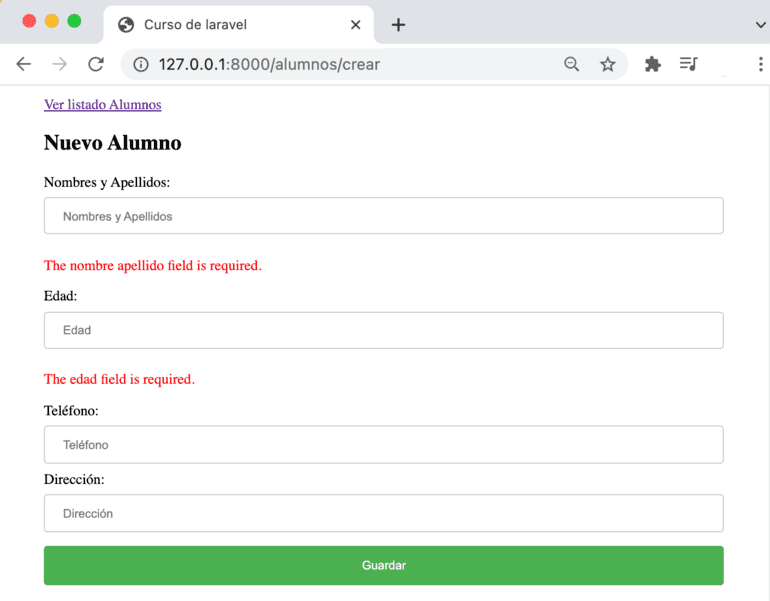 Curso de laravel
127.0.0.1:8000/alumnos/crear
Ver listado Alumnos
Nuevo Alumno
Nombres y Apellidos:
Nombres y Apellidos
The nombre apellido field is required.
Edad:
Edad
The edad field is required.
Teléfono:
Teléfono
Dirección:
Dirección
Guardar